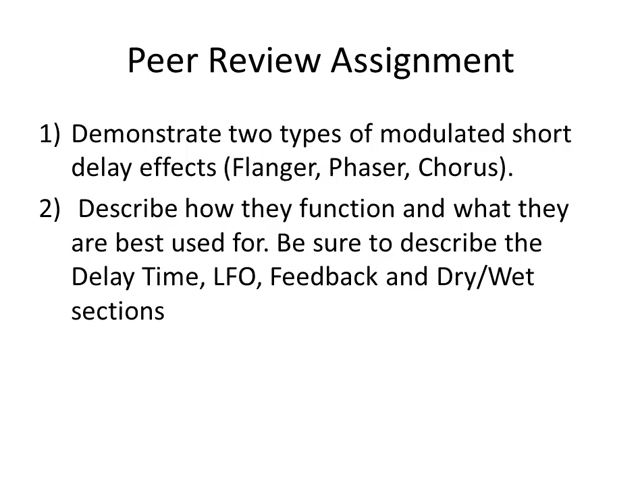 Peer Review Assignment
1) Demonstrate two types of modulated short
delay effects (Flanger, Phaser, Chorus).
2) Describe how they function and what they
are best used for. Be sure to describe the
Delay Time, LFO, Feedback and Dry/Wet
sections